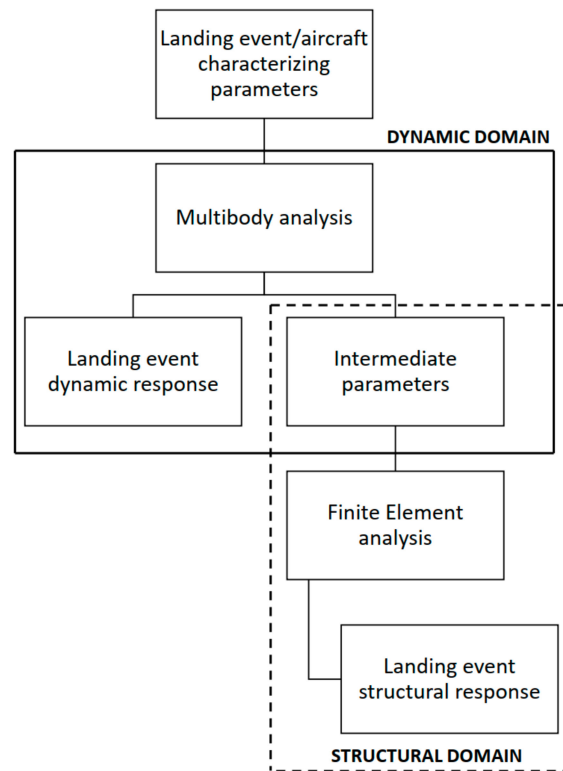 Landing event/aircraft
characterizing
parameters
DYNAMIC DOMAIN
Multibody analysis
Landing event
dynamic response
Intermediate
parameters
Finite Element
analysis
Landing event
structural response
STRUCTURAL DOMAIN